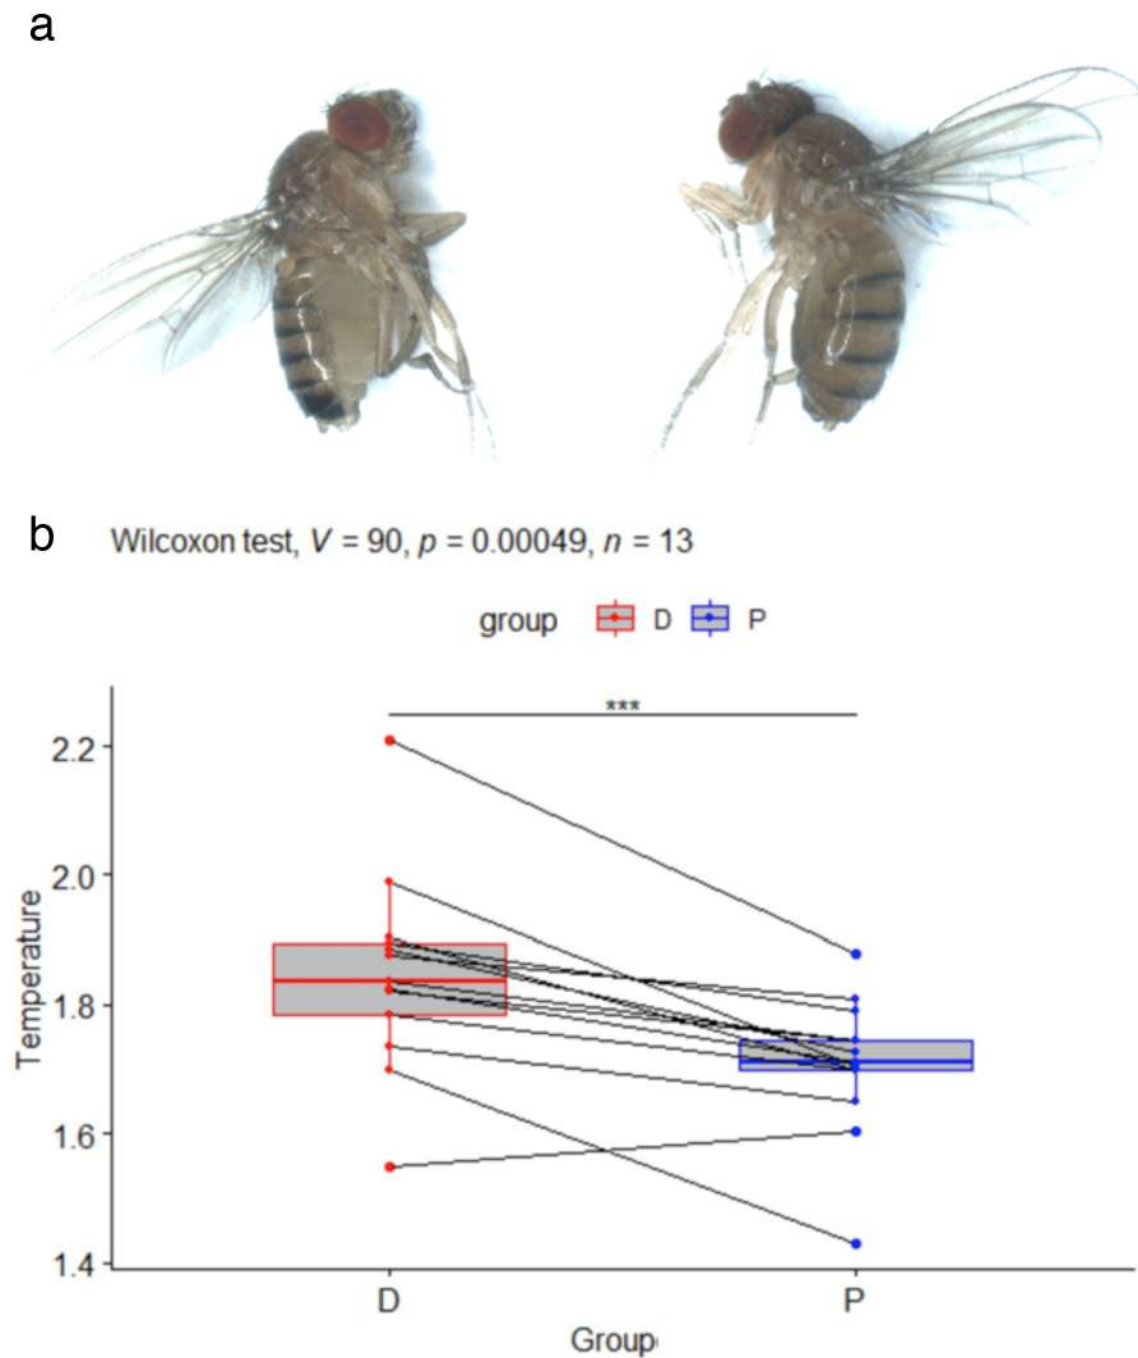 a
b
Wilcoxon test, V = 90, p = 0.00049, n = 13
group D P
***
2.2
2.0
1.8
1.6
1.4
Temperature
D P
Group